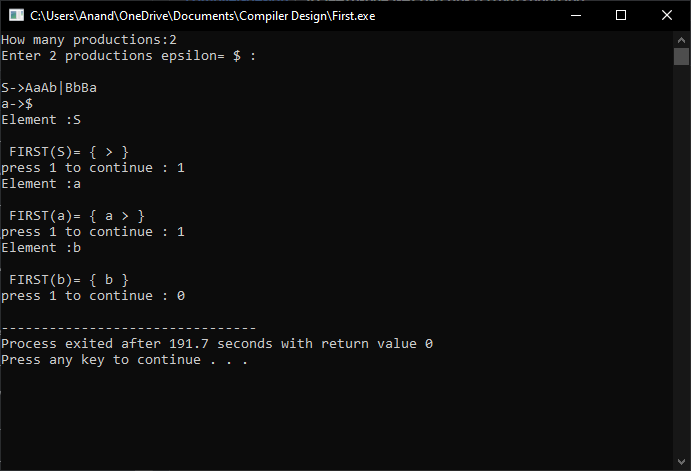 C:\Users\Anand\OneDrive\Documents\Compiler Design\First.exe
How many productions:2
Enter 2 productions epsilon= $ :
S->AaAb|BbBa
a->$
Element :S
FIRST(S)= { > }
press 1 to continue : 1
Element :a
FIRST(a)= { a > }
press 1 to continue : 1
Element :b
FIRST(b)= { b }
press 1 to continue : 0
--------------------------------
Process exited after 191.7 seconds with return value 0
Press any key to continue . . .